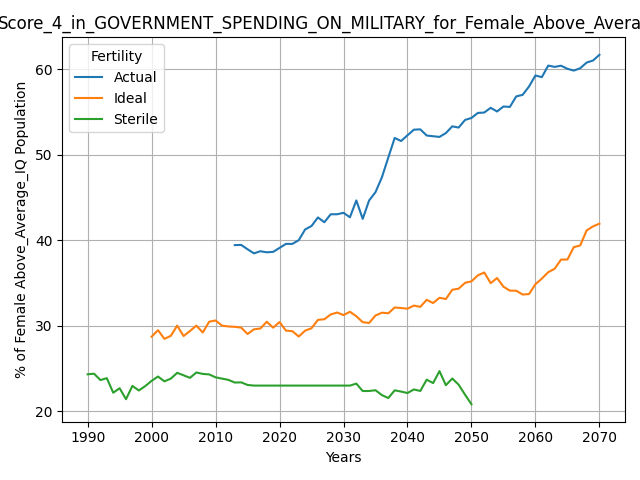 Score_4_in_GOVERNMENT_SPENDING_ON_MILITARY_for_Female_Above_Avera
Fertility
Actual
Ideal
Sterile
% of Female Above_Average_IQ Population
60
50
40
30
20
1990 2000 2010 2020 2030 2040 2050 2060 2070
Years